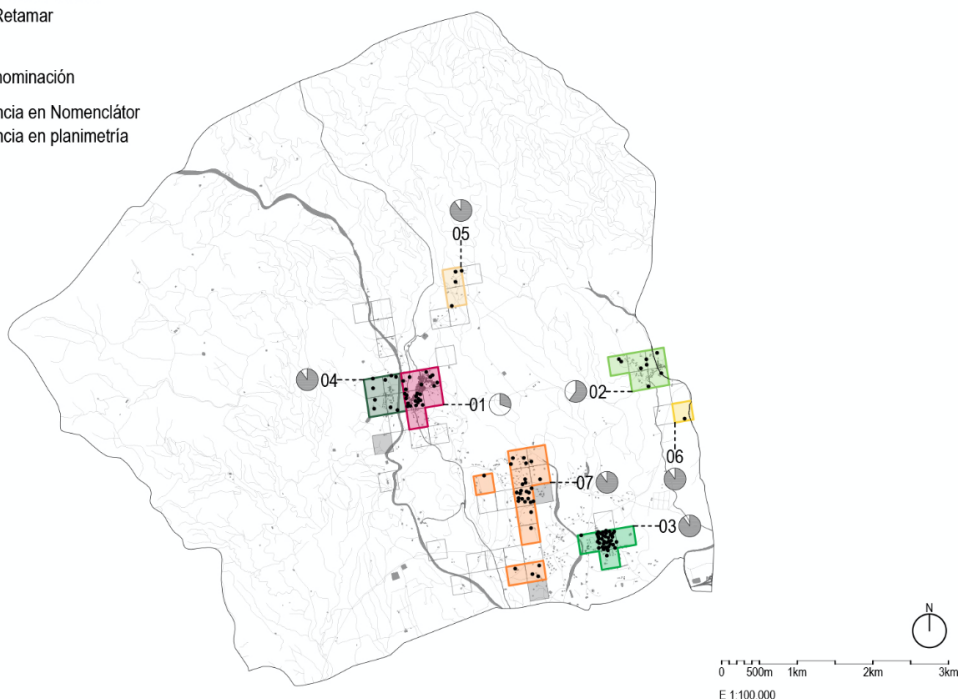 Retamar
nominación
ncia en Nomenclátor
ncia en planimetría
05
04
01
02
06
07
03
N
0 500m 1km 2km 3km
E 1:100.000